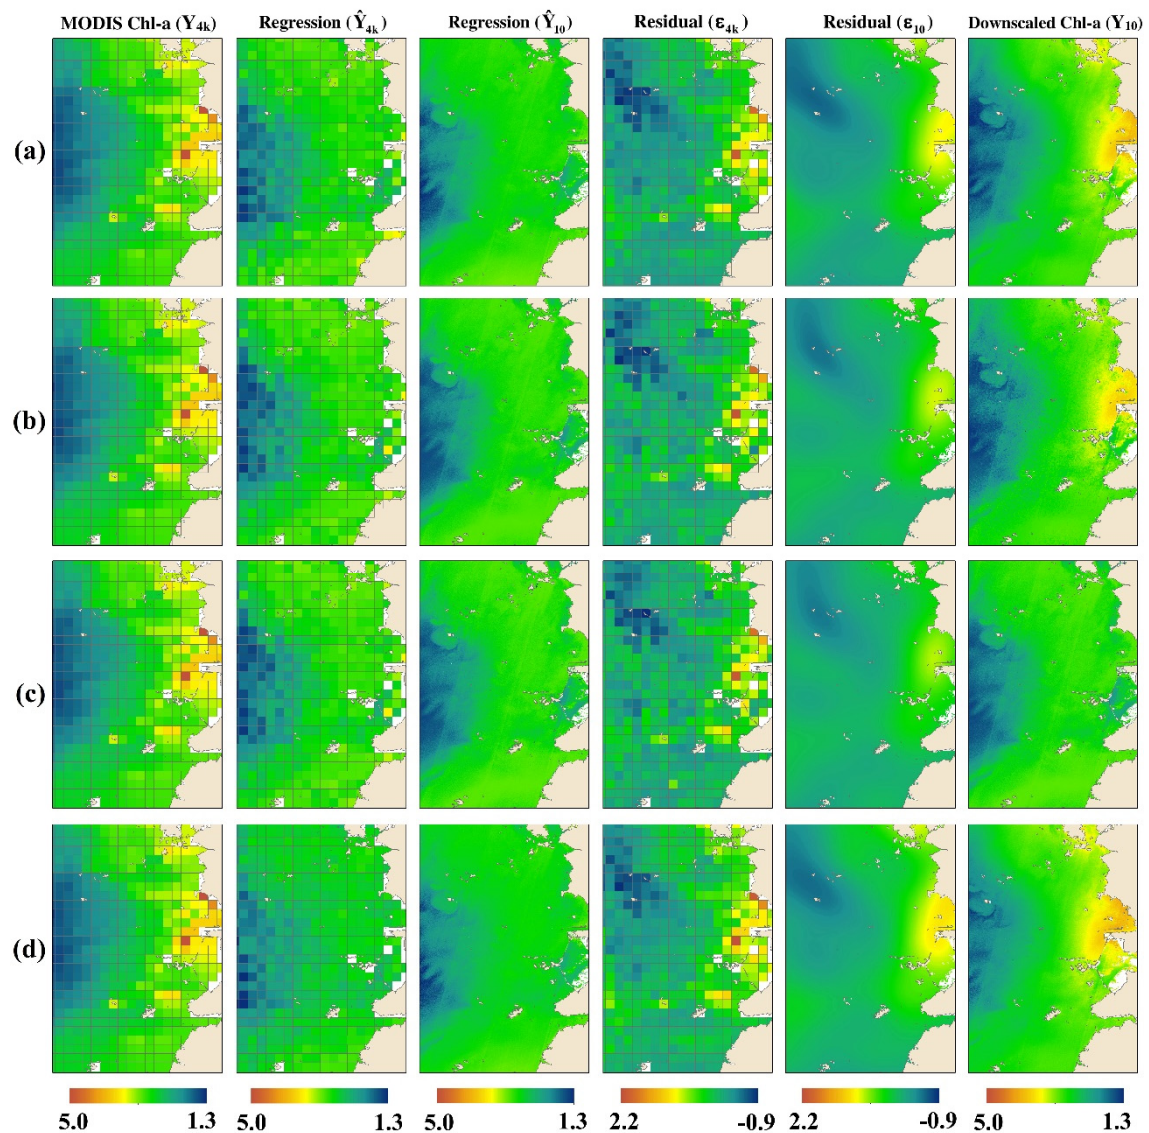 MODIS Chl-a (Y4k) Regression (Ŷ4k) Regression (Ŷ10) Residual (ε4k) Residual (ε10) Downscaled Chl-a (Y10)
(a)
(b)
(c)
(d)
5.0 1.3 5.0 1.3 5.0 1.3 2.2 -0.9 2.2 -0.9 5.0 1.3